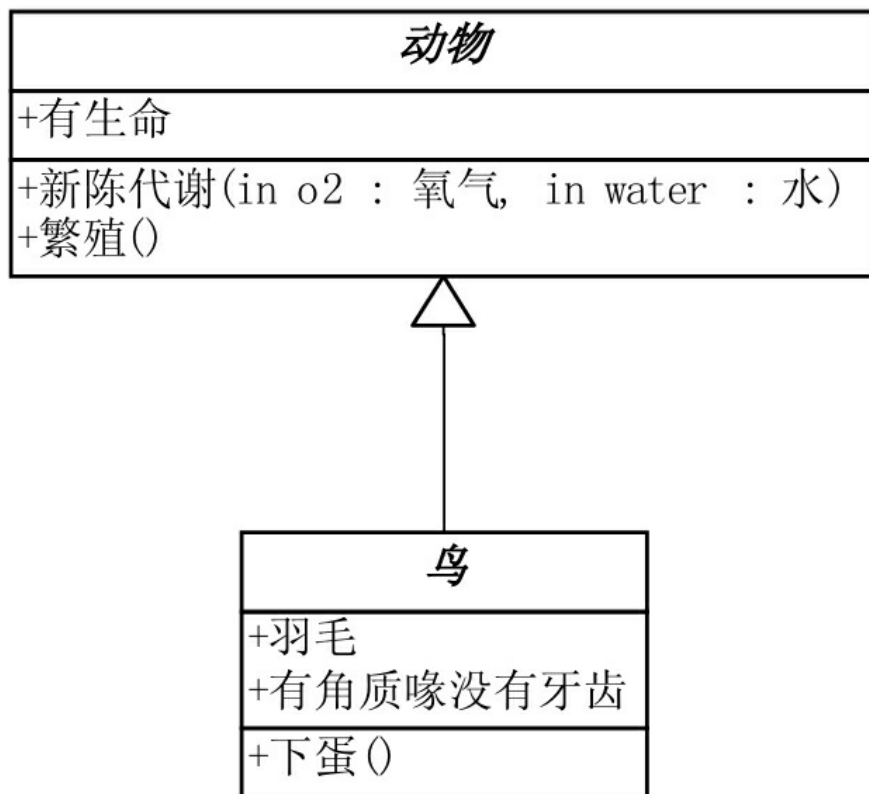 动物
+有生命
+新陈代谢(in o2 : 氧气, in water : 水)
+繁殖()
鸟
+羽毛
+有角质喙没有牙齿
+下蛋()